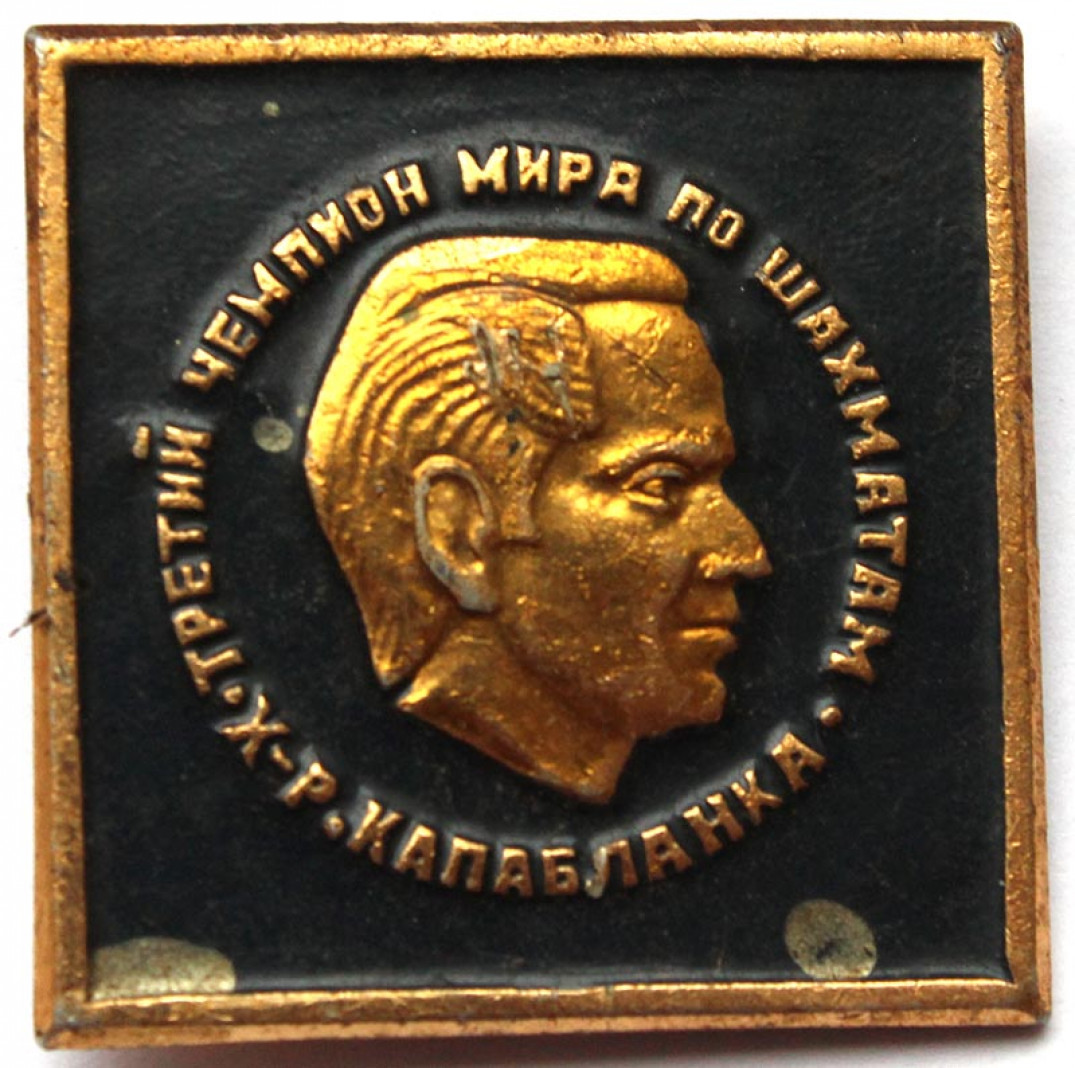 ТРЕТИЙ ЧЕМПИОН МИРА ПО ШАХМАТАМ
· Х-Р. КАПАБЛАНКА ·